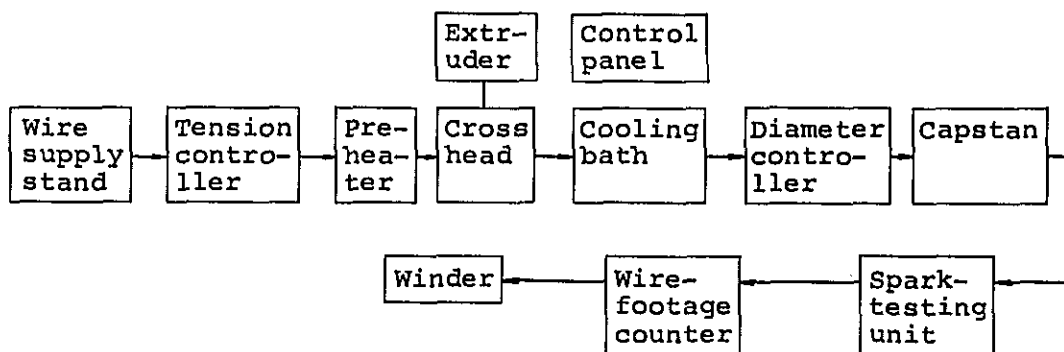 Extr-
uder
Control
panel
Wire
supply
stand
Tension
contro-
ller
Pre-
hea-
ter
Cross
head
Cooling
bath
Diameter
contro-
ller
Capstan
Winder
Wire-
footage
counter
Spark-
testing
unit